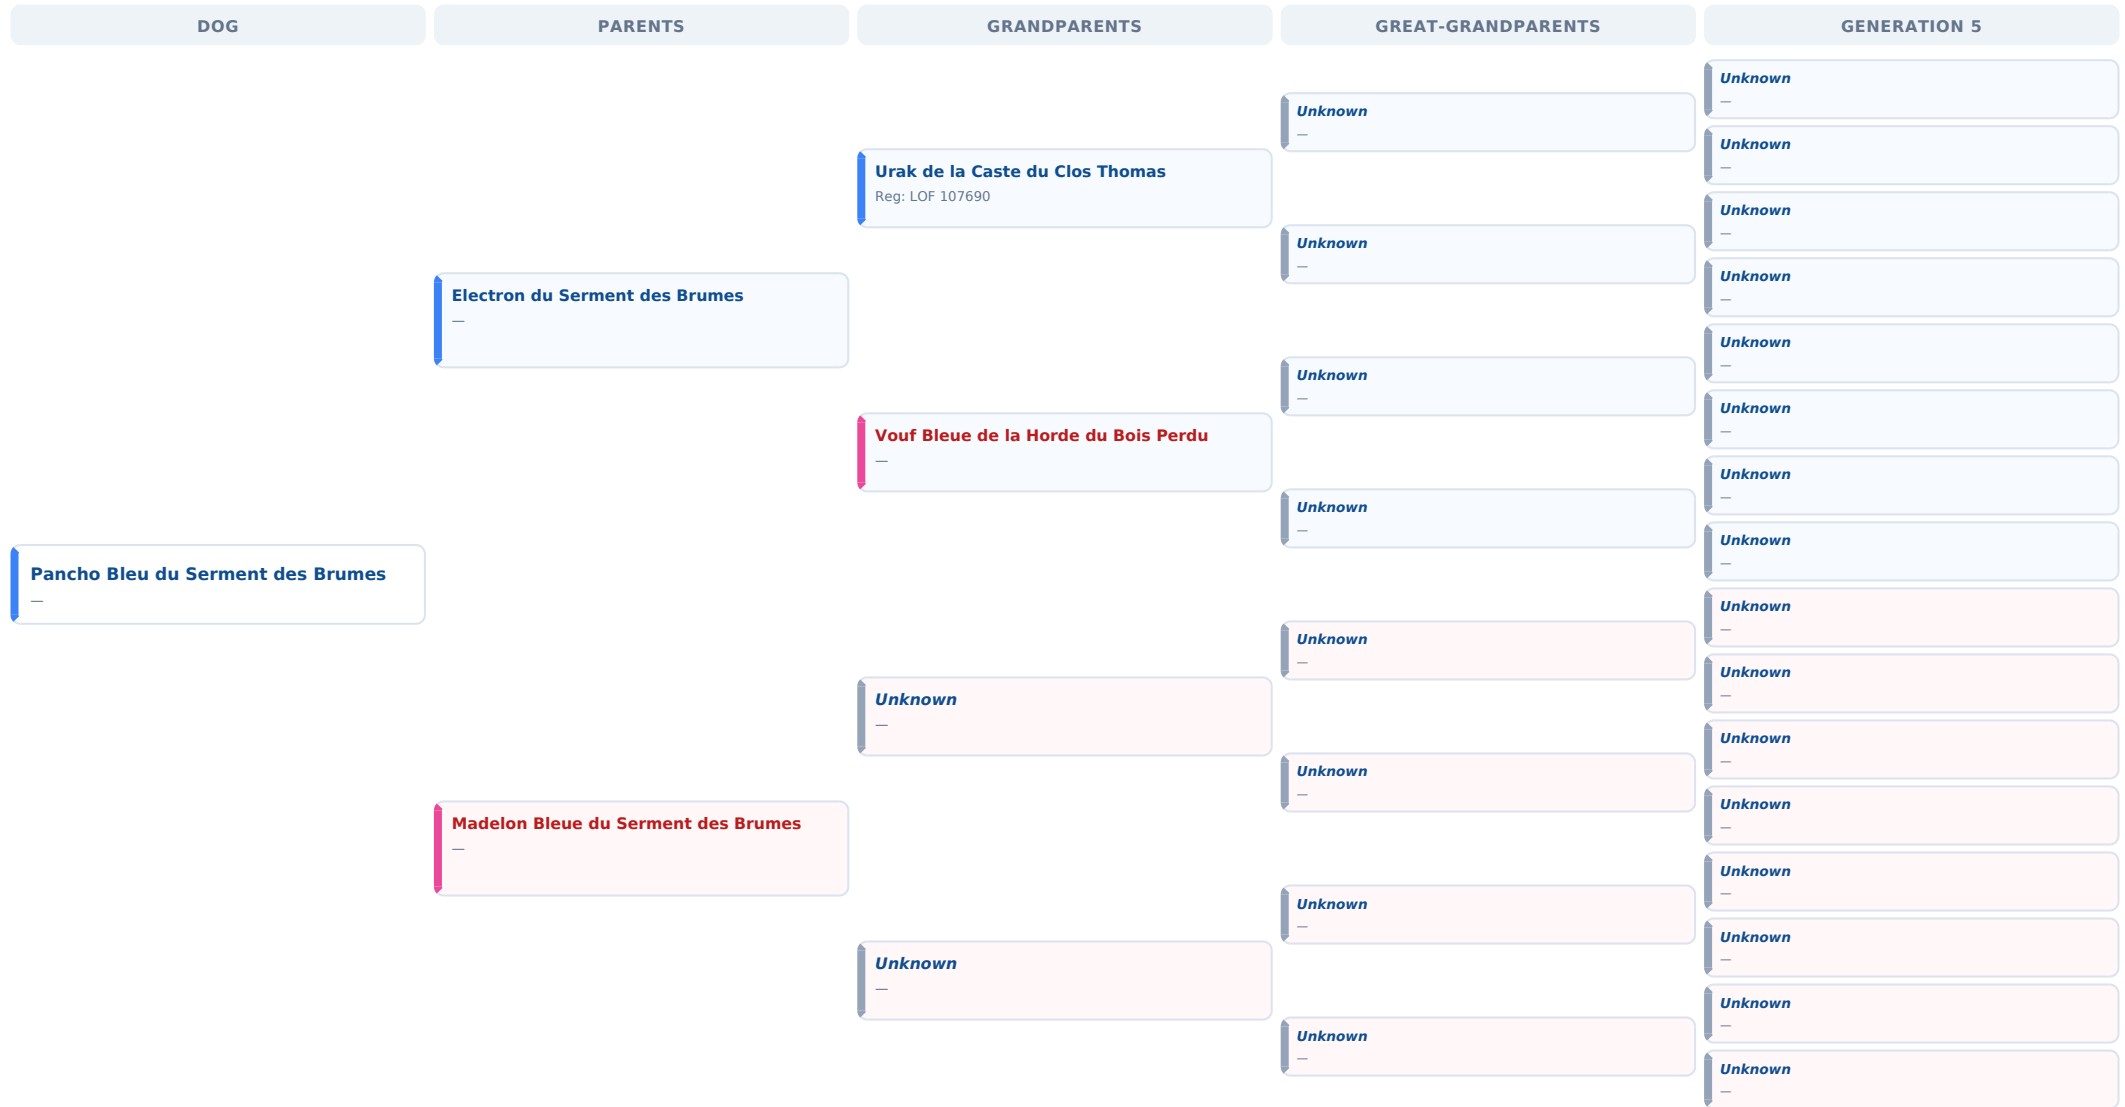 DOG
PARENTS
GRANDPARENTS
GREAT-GRANDPARENTS
GENERATION 5
Pancho Bleu du Serment des Brumes
—
Electron du Serment des Brumes
—
Madelon Bleue du Serment des Brumes
—
Urak de la Caste du Clos Thomas
Reg: LOF 107690
Vouf Bleue de la Horde du Bois Perdu
—
Unknown
—
Unknown
—
Unknown
—
Unknown
—
Unknown
—
Unknown
—
Unknown
—
Unknown
—
Unknown
—
Unknown
—
Unknown
—
Unknown
—
Unknown
—
Unknown
—
Unknown
—
Unknown
—
Unknown
—
Unknown
—
Unknown
—
Unknown
—
Unknown
—
Unknown
—
Unknown
—
Unknown
—
Unknown
—
Unknown
—